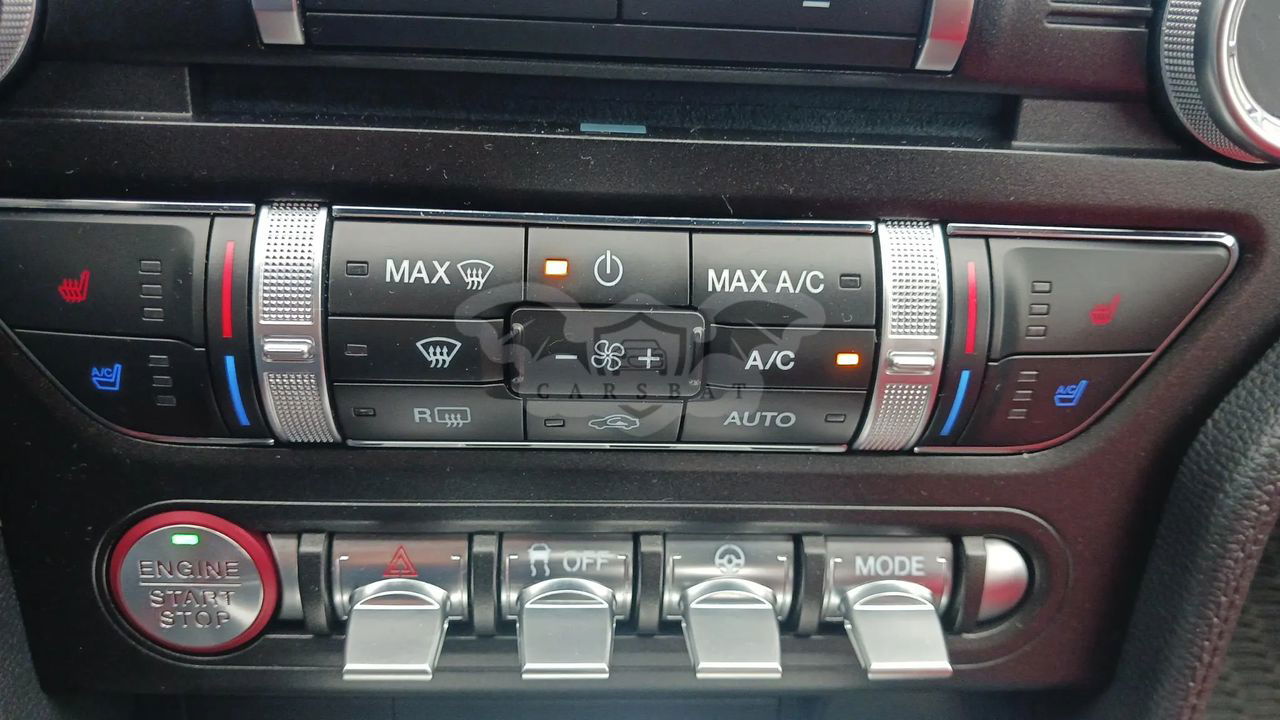 MAX
MAX A/C
A/C
A/C
A/C
CARSBAT
R
AUTO
ENGINE
START
STOP
OFF
MODE